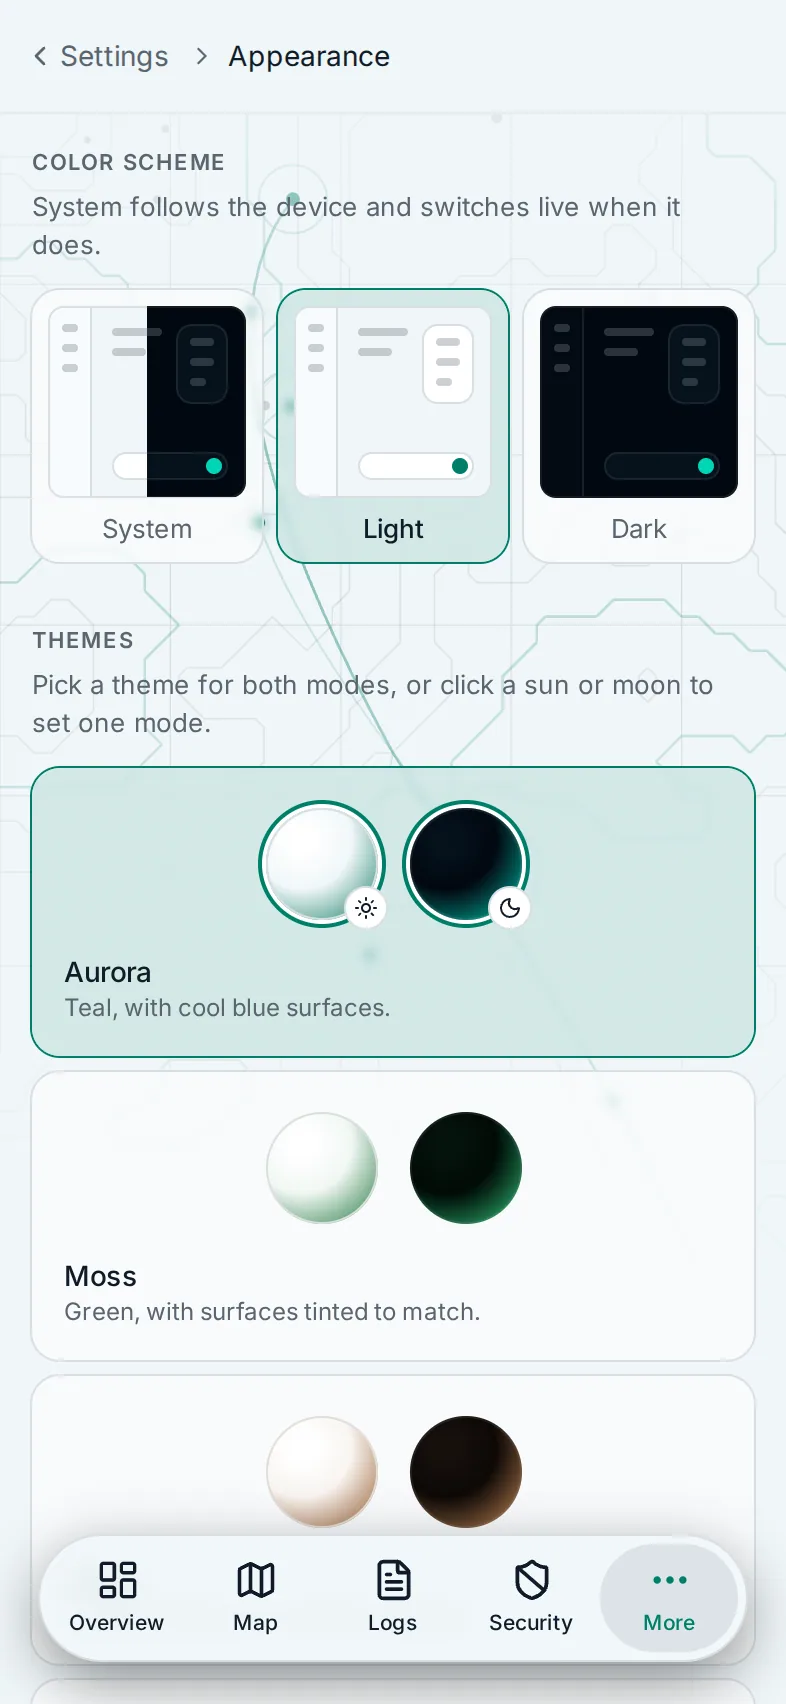 Settings
Appearance
COLOR SCHEME
System follows the device and switches live when it
does.
System
Light
Dark
THEMES
Pick a theme for both modes, or click a sun or moon to
set one mode.
Aurora
Teal, with cool blue surfaces.
Moss
Green, with surfaces tinted to match.
Overview
Map
Logs
Security
More